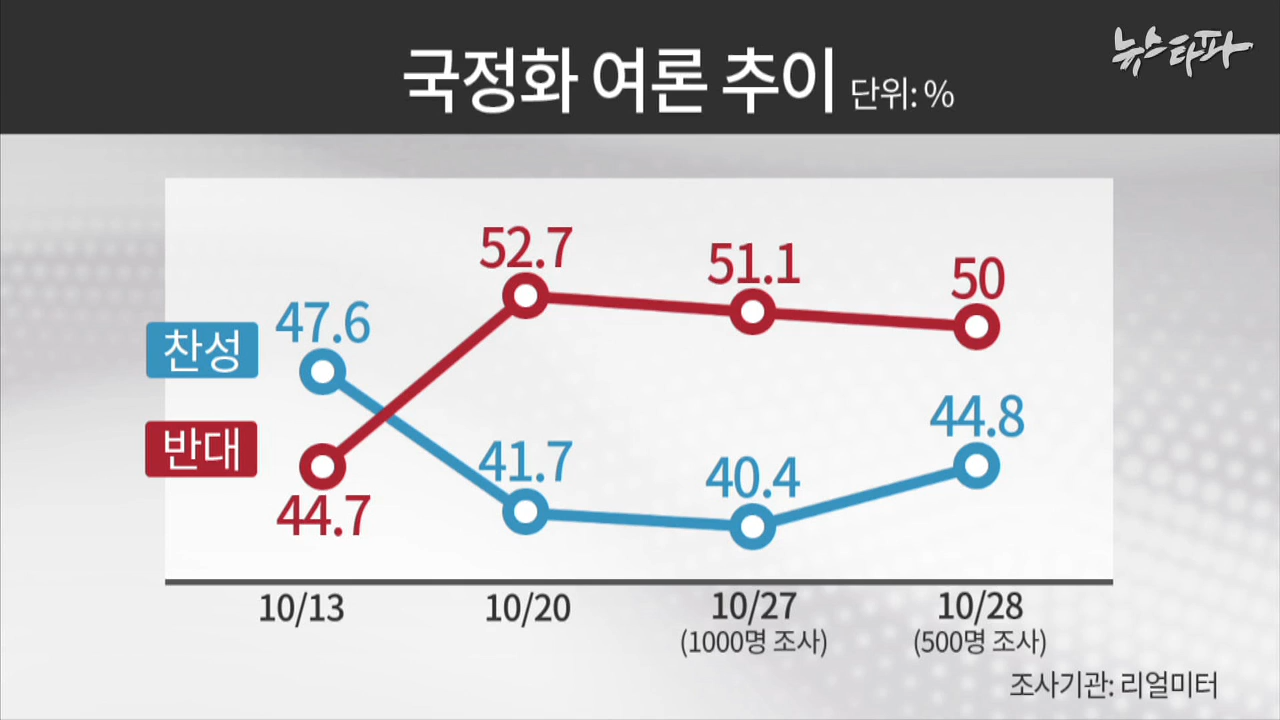 뉴스타파
국정화 여론 추이 단위: %
52.7
51.1
50
47.6
찬성
44.8
반대
41.7
40.4
44.7
10/13 10/20 10/27 10/28
(1000명 조사) (500명 조사)
조사기관: 리얼미터